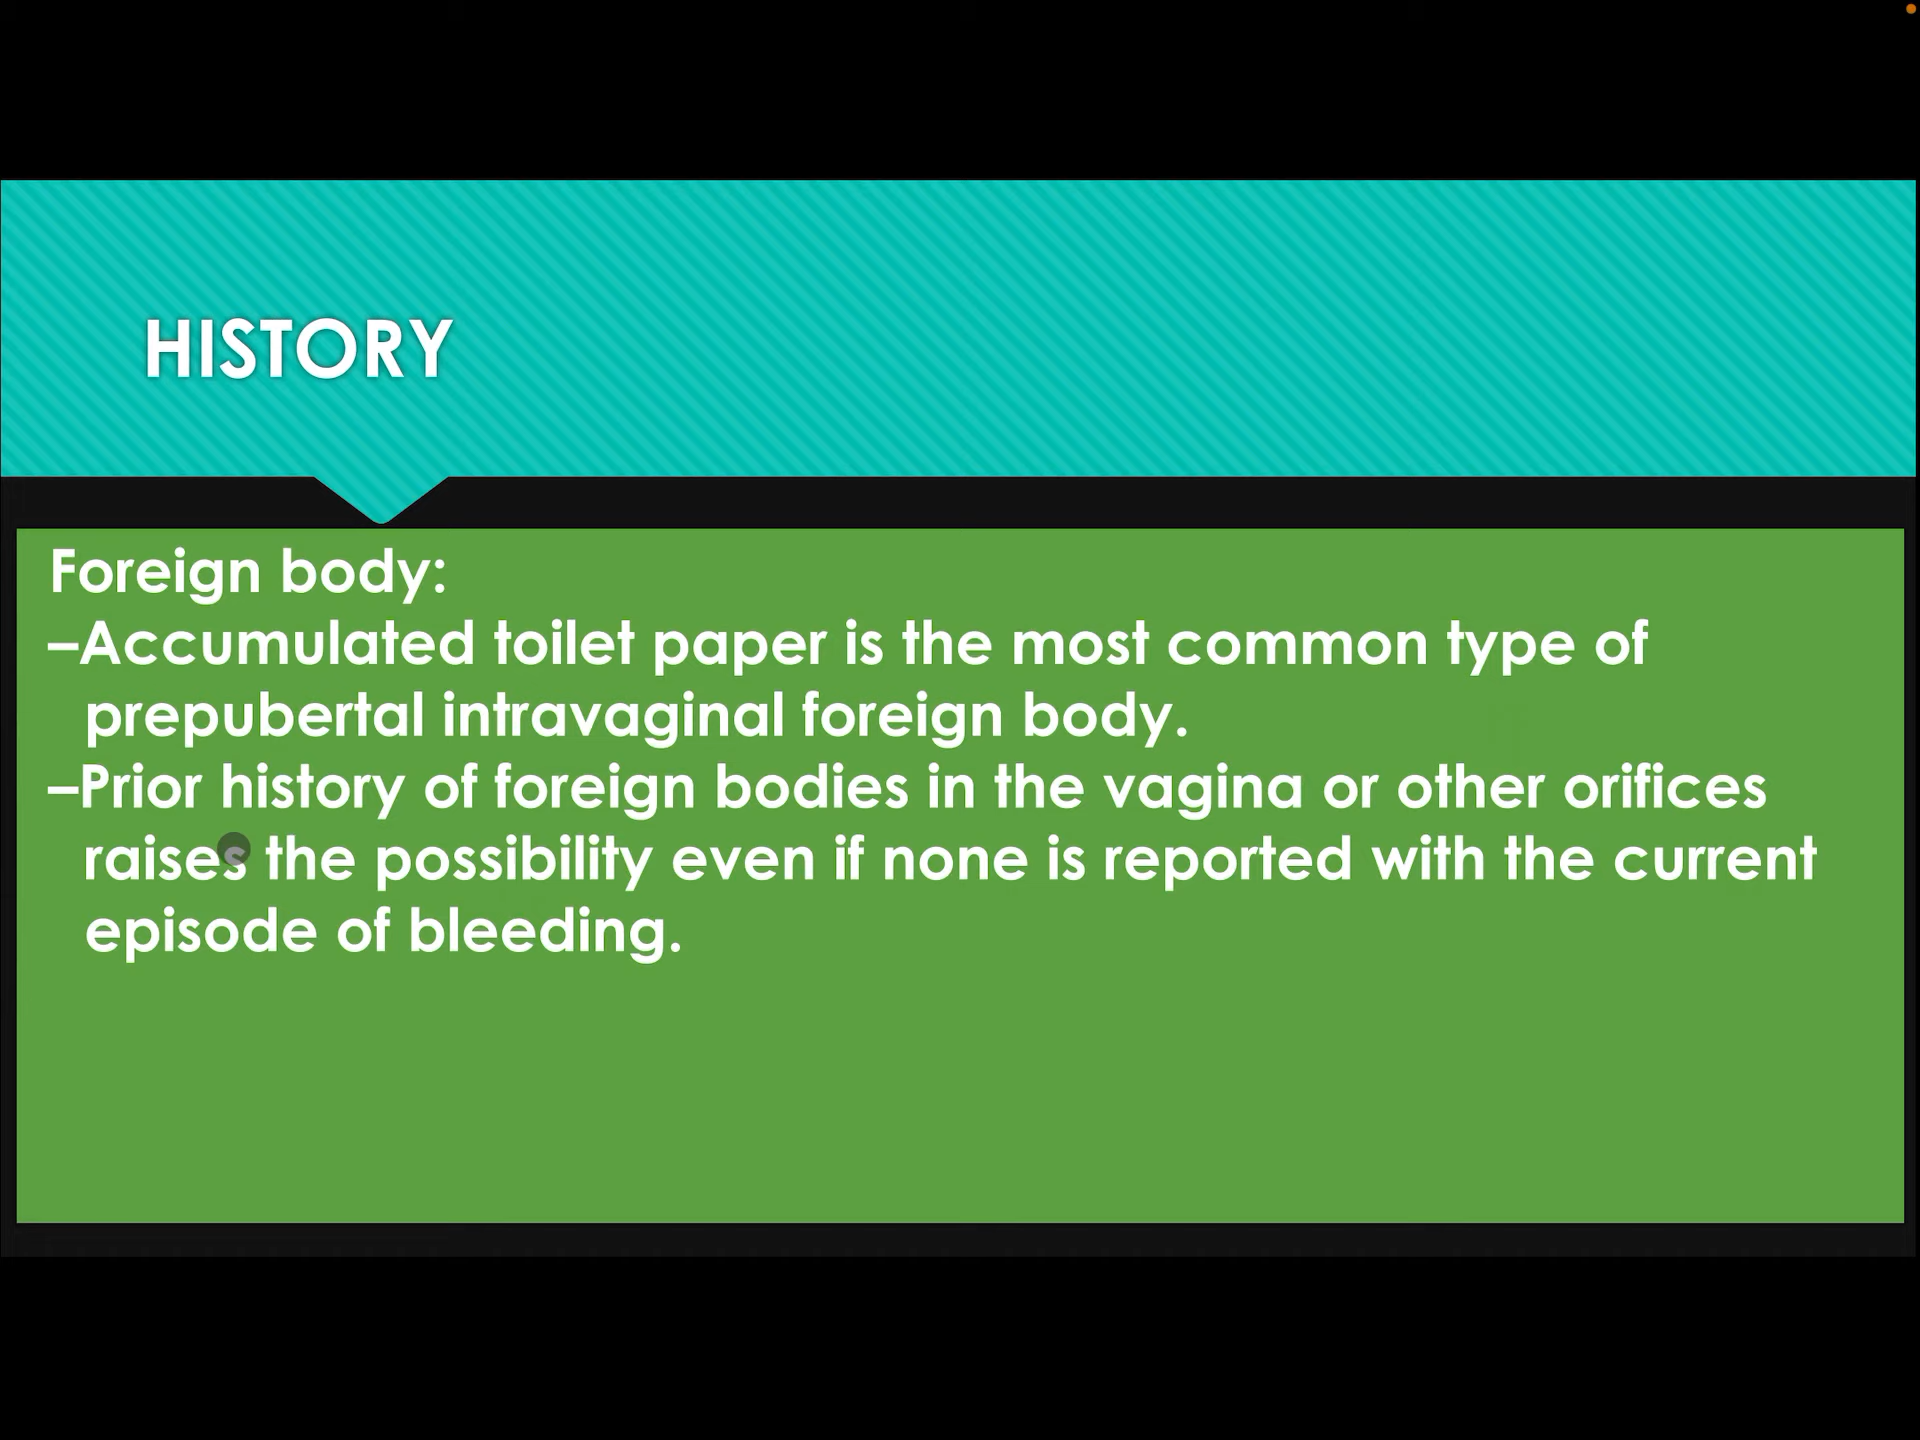 HISTORY
Foreign body:
–Accumulated toilet paper is the most common type of
prepubertal intravaginal foreign body.
–Prior history of foreign bodies in the vagina or other orifices
raises the possibility even if none is reported with the current
episode of bleeding.